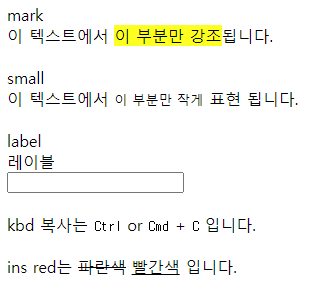 mark
이 텍스트에서 이 부분만 강조됩니다.
small
이 텍스트에서 이 부분만 작게 표현 됩니다.
label
레이블
kbd 복사는 Ctrl or Cmd + C 입니다.
ins red는 파란색 빨간색 입니다.